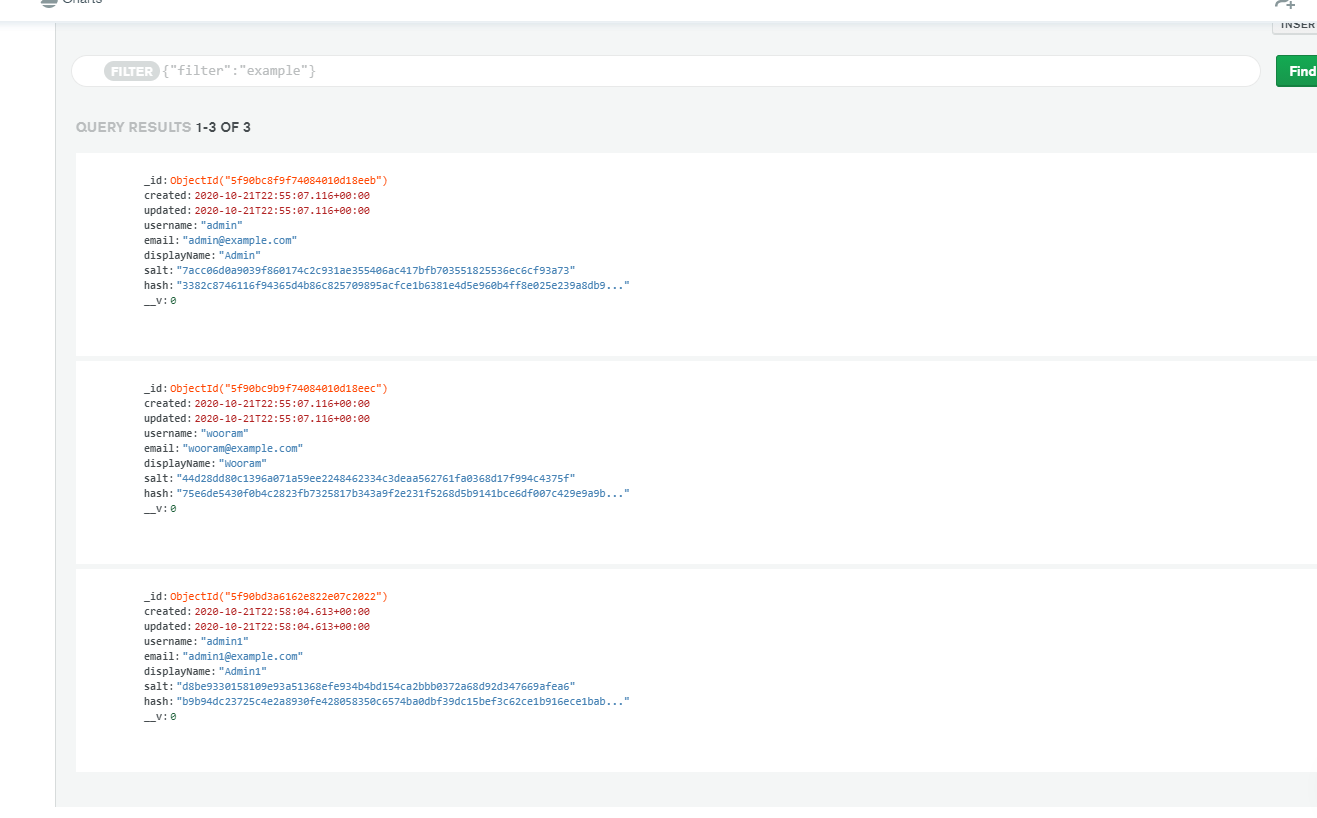 Charts
INSER
FILTER {"filter":"example"}
Find
QUERY RESULTS 1-3 OF 3
_id: ObjectId("5f90bc8f9f74084010d18eeb")
created: 2020-10-21T22:55:07.116+00:00
updated: 2020-10-21T22:55:07.116+00:00
username: "admin"
email: "admin@example.com"
displayName: "Admin"
salt: "7acc06d0a9039f860174c2c931ae355406ac417bfb703551825536ec6cf93a73"
hash: "3382c8746116f94365d4b86c825709895acfce1b6381e4d5e960b4ff8e025e239a8db9..."
__v: 0
_id: ObjectId("5f90bc9b9f74084010d18eec")
created: 2020-10-21T22:55:07.116+00:00
updated: 2020-10-21T22:55:07.116+00:00
username: "wooram"
email: "wooram@example.com"
displayName: "Wooram"
salt: "44d28dd80c1396a071a59ee2248462334c3deaa562761fa0368d17f994c4375f"
hash: "75e6de5430f0b4c2823fb7325817b343a9f2e231f5268d5b9141bce6df007c429e9a9b..."
__v: 0
_id: ObjectId("5f90bd3a6162e822e07c2022")
created: 2020-10-21T22:58:04.613+00:00
updated: 2020-10-21T22:58:04.613+00:00
username: "admin1"
email: "admin1@example.com"
displayName: "Admin1"
salt: "d8be9330158109e93a51368efe934b4bd154ca2bbb0372a68d92d347669afea6"
hash: "b9b94dc23725c4e2a8930fe428058350c6574ba0dbf39dc15bef3c62ce1b916ece1bab..."
__v: 0